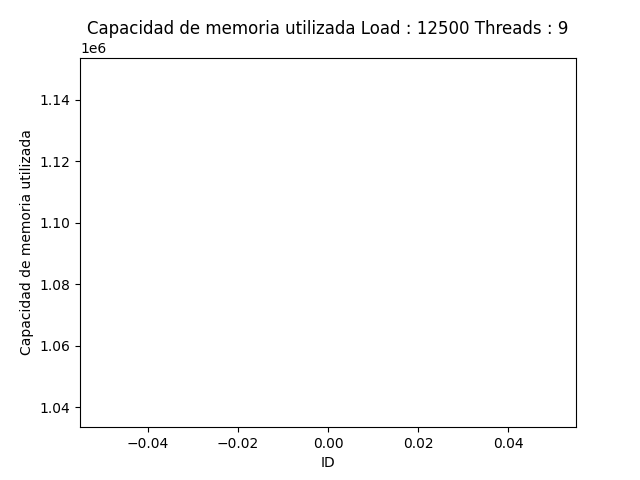 Capacidad de memoria utilizada Load : 12500 Threads : 9
1e6
1.14
1.12
1.10
1.08
1.06
1.04
Capacidad de memoria utilizada
−0.04 −0.02 0.00 0.02 0.04
ID